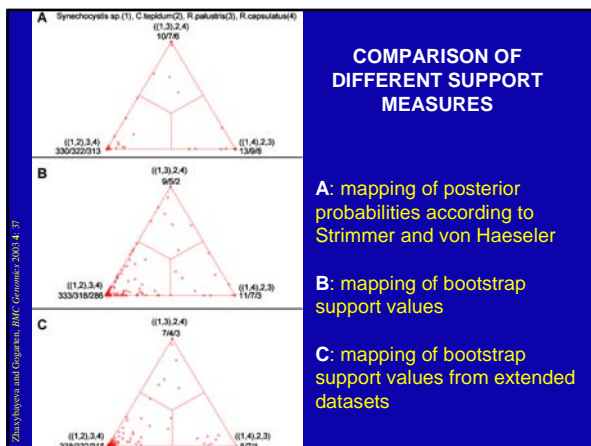 A Synechocystis sp.(1), C.tepidum(2), R.palustris(3), R.capsulatus(4)
((1,3),2,4)
10/7/6
((1,2),3,4)
330/322/313
((1,4),2,3)
13/9/8
B
((1,3),2,4)
9/5/2
((1,2),3,4)
333/318/286
((1,4),2,3)
11/7/3
C
((1,3),2,4)
7/4/3
((1,2),3,4)
((1,4),2,3)
Zhaxybayeva and Gogarten, BMC Genomics 2003 4: 37
COMPARISON OF
DIFFERENT SUPPORT
MEASURES
A: mapping of posterior
probabilities according to
Strimmer and von Haeseler
B: mapping of bootstrap
support values
C: mapping of bootstrap
support values from extended
datasets